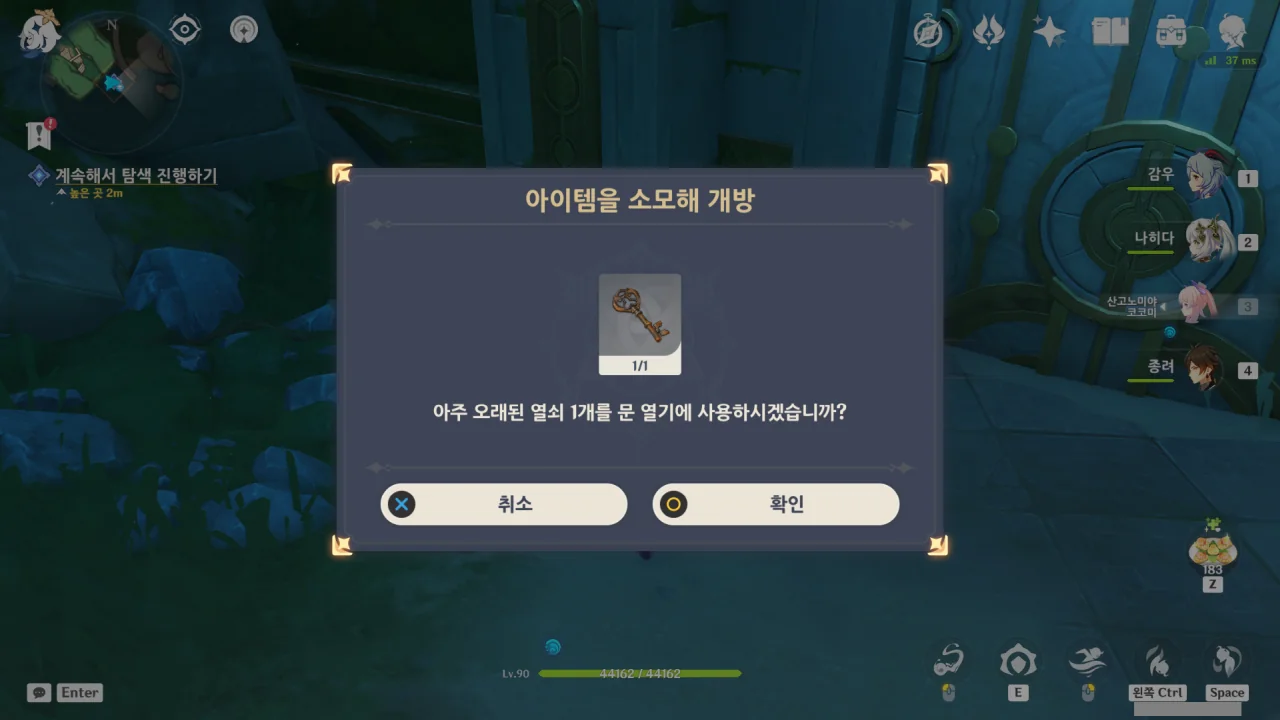 N
37 ms
계속해서 탐색 진행하기
높은 곳 2m
감우
1
나히다
2
산고노미야
코코미
3
종려
4
아이템을 소모해 개방
1/1
아주 오래된 열쇠 1개를 문 열기에 사용하시겠습니까?
취소
확인
183
Z
Lv.90
44162 / 44162
Enter
E
왼쪽 Ctrl
Space